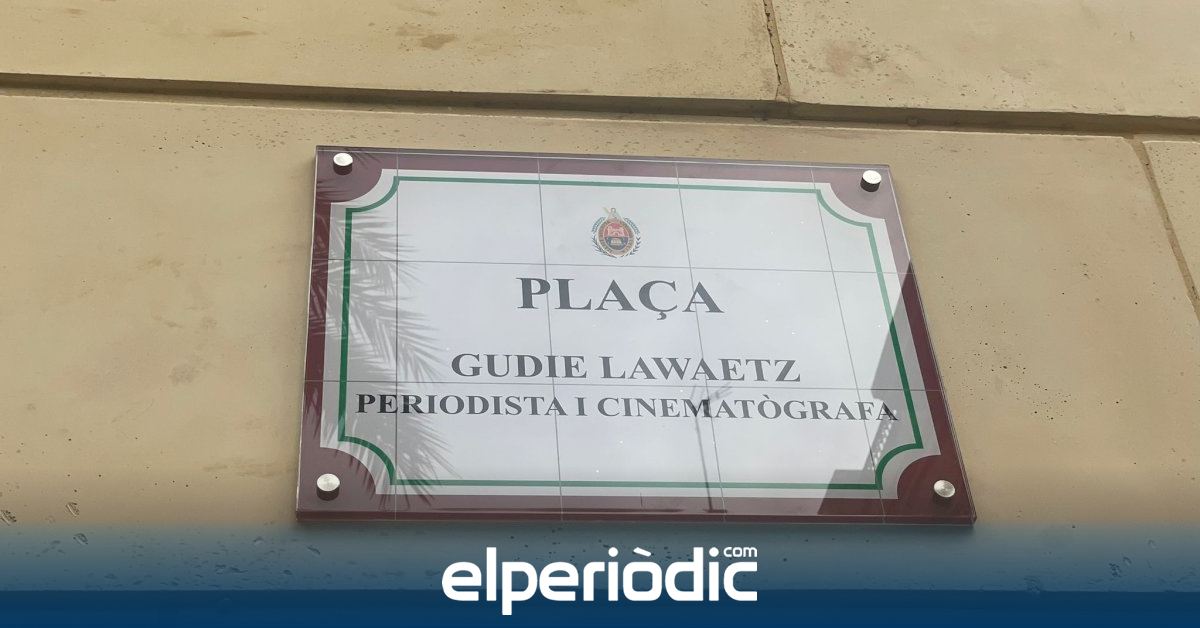 PLAÇA
GUDIE LAWAETZ
PERIODISTA I CINEMATÒGRAFA
elperiòdic.com